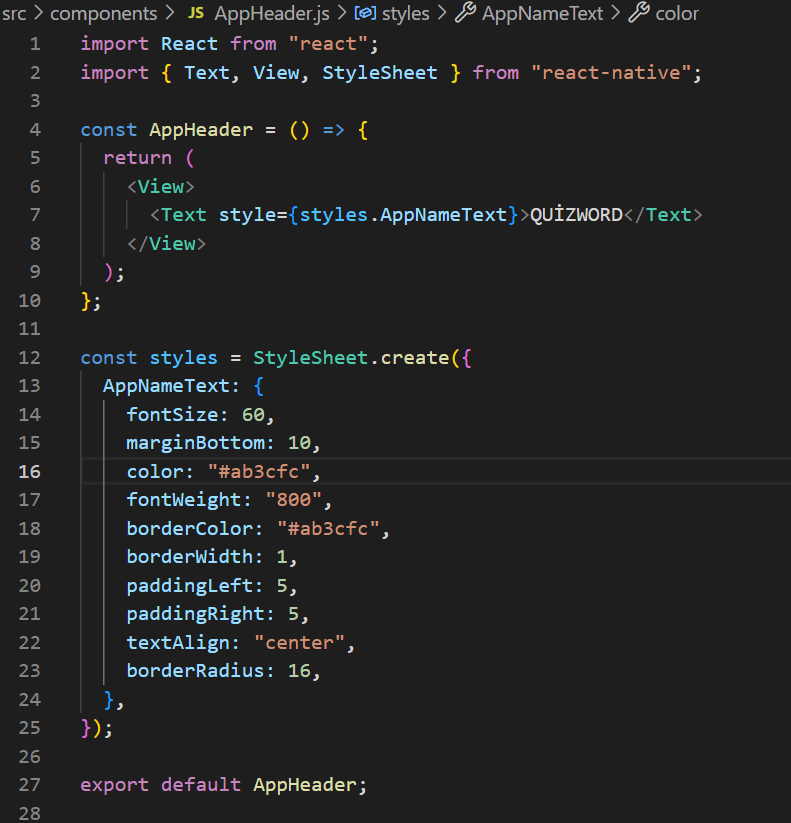 src > components > JS AppHeader.js > styles > AppNameText > color
1 import React from "react";
2 import { Text, View, StyleSheet } from "react-native";
3
4 const AppHeader = () => {
5   return (
6     <View>
7       <Text style={styles.AppNameText}>QUİZWORD</Text>
8     </View>
9   );
10 };
11
12 const styles = StyleSheet.create({
13   AppNameText: {
14     fontSize: 60,
15     marginBottom: 10,
16     color: "#ab3cfc",
17     fontWeight: "800",
18     borderColor: "#ab3cfc",
19     borderWidth: 1,
20     paddingLeft: 5,
21     paddingRight: 5,
22     textAlign: "center",
23     borderRadius: 16,
24   },
25 });
26
27 export default AppHeader;
28